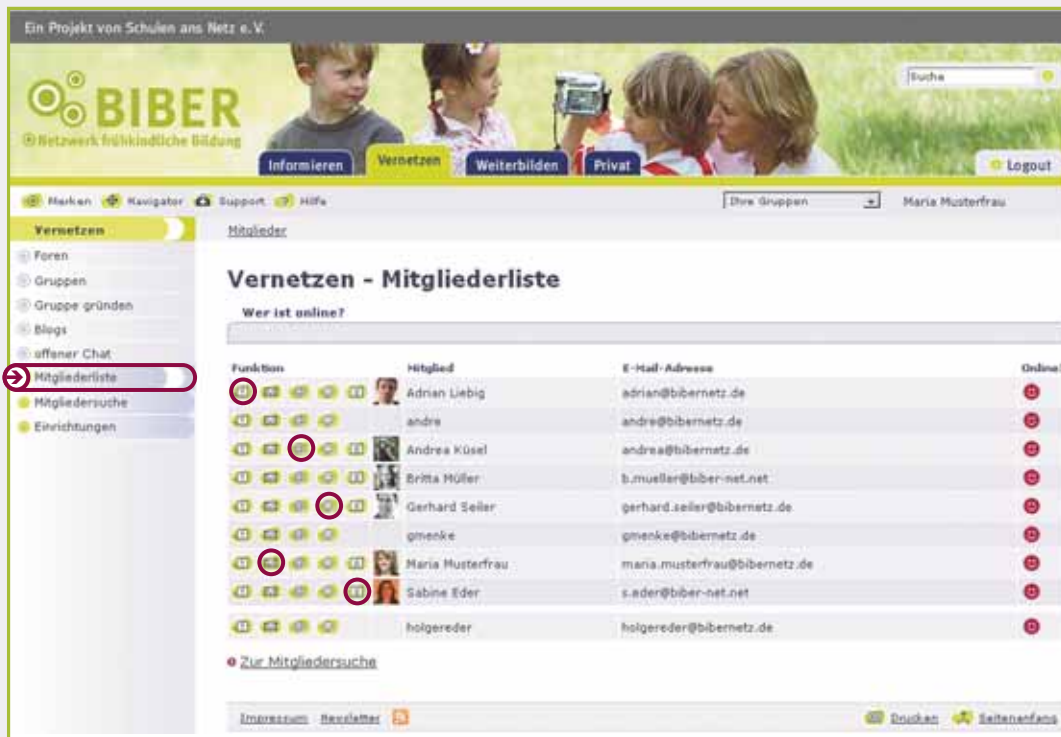 Ein Projekt von Schulen ans Netz e.V.
BIBER
Netzwerk frühkindliche Bildung
Suche
Informieren Vernetzen Weiterbilden Privat
Logout
Merken Navigator Support Hilfe
Ihre Gruppen
Maria Musterfrau
Vernetzen
Foren
Gruppen
Gruppe gründen
Blogs
offener Chat
Mitgliederliste
Mitgliedersuche
Einrichtungen
Mitglieder
Vernetzen - Mitgliederliste
Wer ist online?
Funktion Mitglied E-Mail-Adresse Online
Adrian Liebig adrian@bibernetz.de
andre andre@bibernetz.de
Andrea Küsel andrea@bibernetz.de
Britta Müller b.mueller@biber-net.net
Gerhard Seiler gerhard.seiler@bibernetz.de
gmenke gmenke@bibernetz.de
Maria Musterfrau maria.musterfrau@bibernetz.de
Sabine Eder s.eder@biber-net.net
holgereder holgereder@bibernetz.de
Zur Mitgliedersuche
Impressum Newsletter
Drucken Seitenanfang